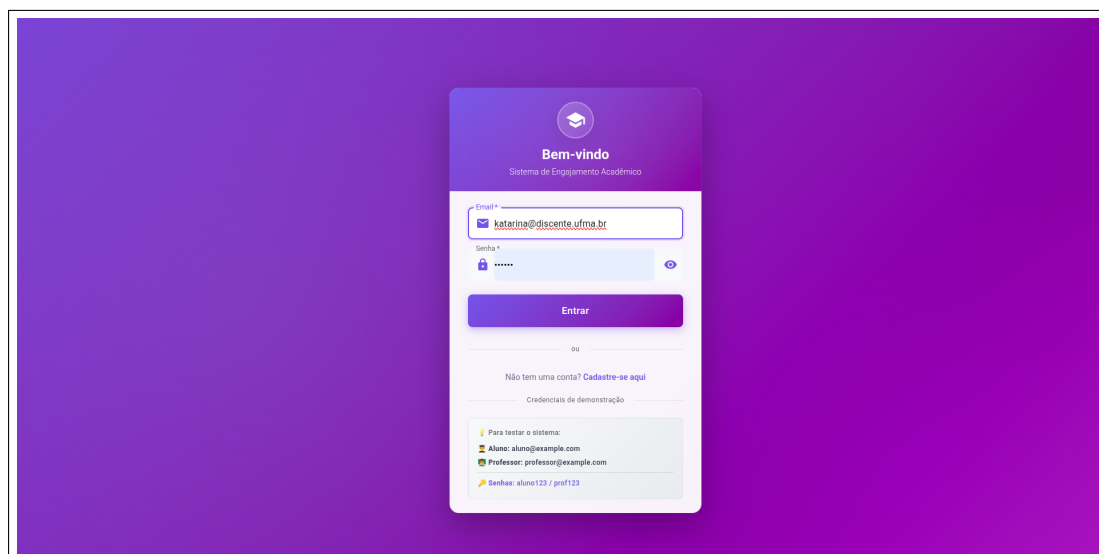 Bem-vindo
Sistema de Engajamento Acadêmico
Email *
katarina@discente.ufma.br
Senha *
••••••
Entrar
ou
Não tem uma conta? Cadastre-se aqui
Credenciais de demonstração
💡 Para testar o sistema:
👨‍🎓 Aluno: aluno@example.com
👨‍🏫 Professor: professor@example.com
🔑 Senhas: aluno123 / prof123